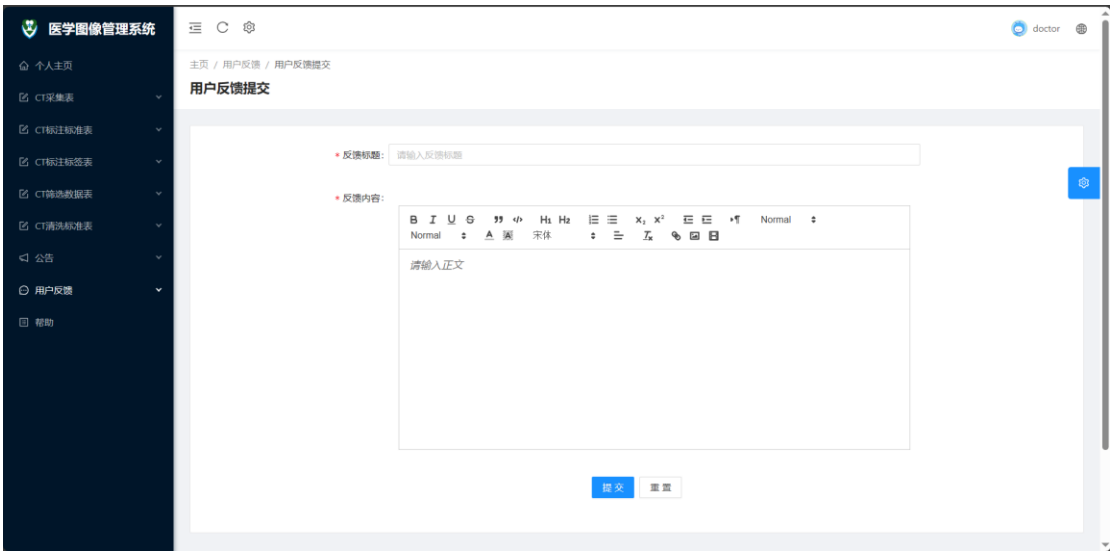 医学图像管理系统
doctor
个人主页
CT采集表
CT标注标准表
CT标注标签表
CT筛选数据表
CT清洗标准表
公告
用户反馈
帮助
主页 / 用户反馈 / 用户反馈提交
用户反馈提交
* 反馈标题: 请输入反馈标题
* 反馈内容:
B I U S H1 H2 X2 X2 Normal
Normal A A 宋体 Tx
请输入正文
提交 重置